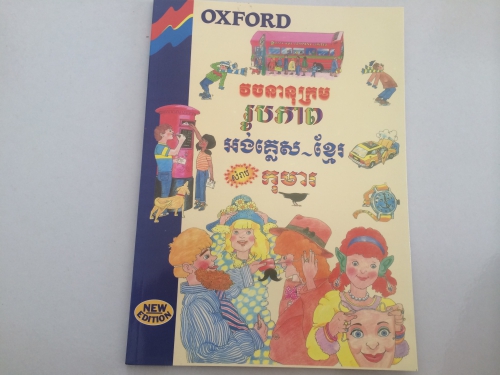 OXFORD
វចនានុក្រម
រូបភាព
អង់គ្លេស~ខ្មែរ
សំរាប់
កុមារ
NEW
EDITION